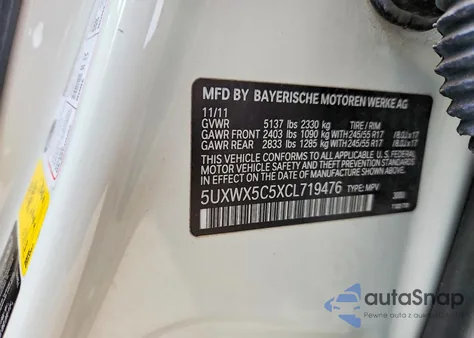 MFD BY BAYERISCHE MOTOREN WERKE AG
11/11
GVWR 5137 lbs 2330 kg TIRE / RIM
GAWR FRONT 2403 lbs 1090 kg WITH 245/55 R17
GAWR REAR 2833 lbs 1285 kg WITH 245/55 R17
THIS VEHICLE CONFORMS TO ALL APPLICABLE U.S. FEDERAL
MOTOR VEHICLE SAFETY AND THEFT PREVENTION STANDARDS
IN EFFECT ON THE DATE OF MANUFACTURE SHOWN ABOVE.
5UXWX5C5XCL719476 TYPE: MPV
autoSnap
Pewne auta z